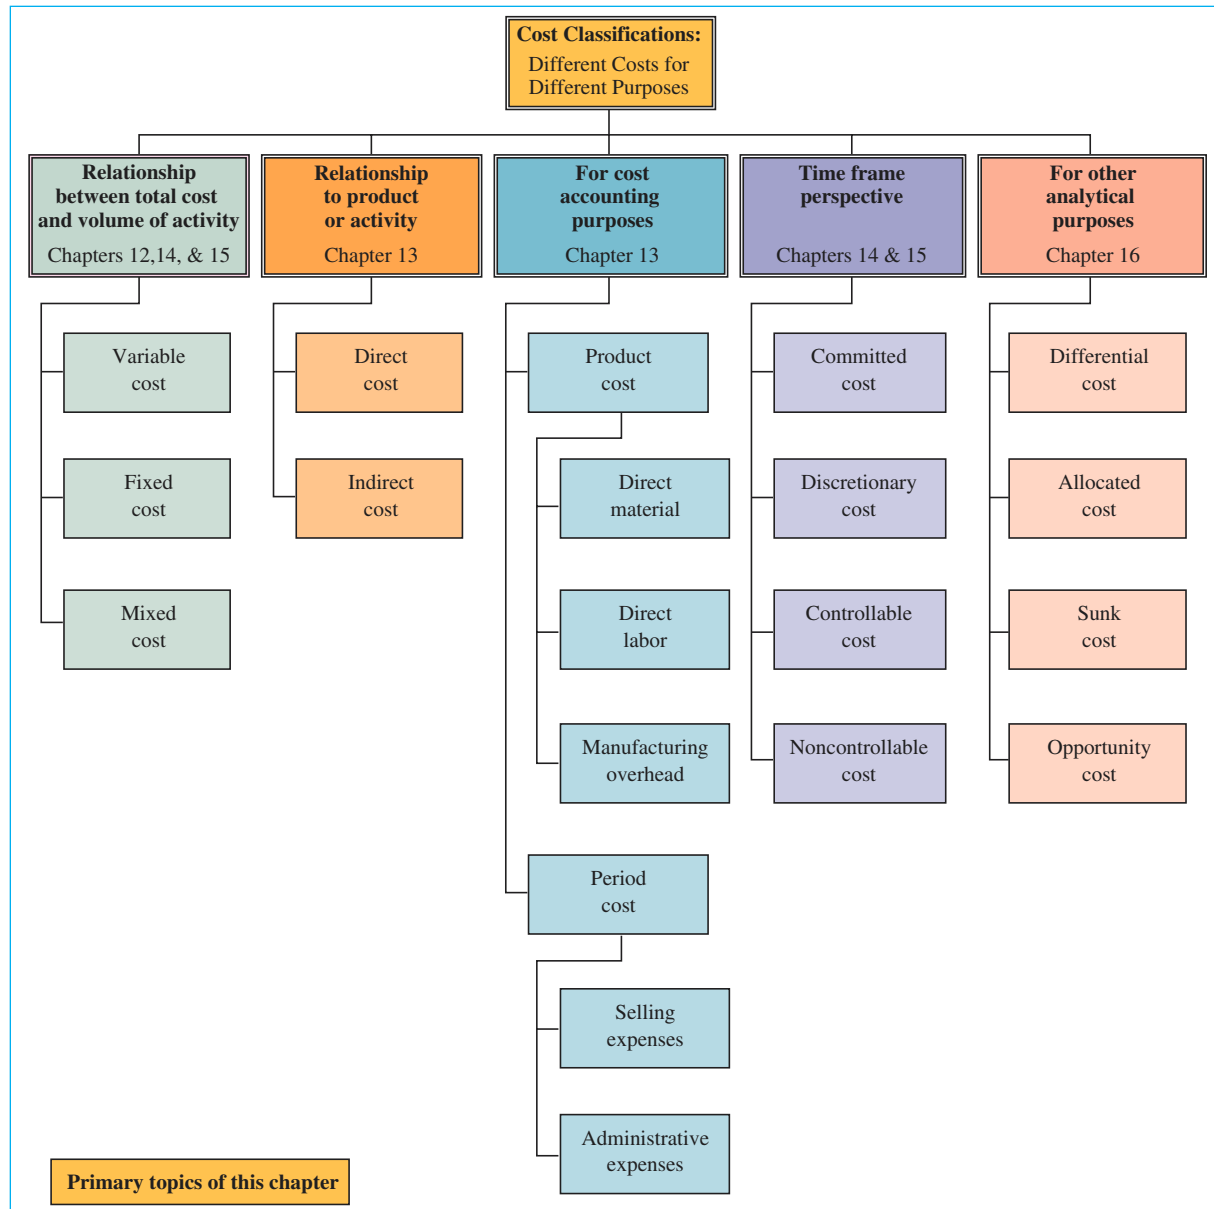 Cost Classifications:
Different Costs for
Different Purposes
Relationship
between total cost
and volume of activity
Chapters 12,14, & 15
Relationship
to product
or activity
Chapter 13
For cost
accounting
purposes
Chapter 13
Time frame
perspective
Chapters 14 & 15
For other
analytical
purposes
Chapter 16
Variable
cost
Fixed
cost
Mixed
cost
Direct
cost
Indirect
cost
Product
cost
Direct
material
Direct
labor
Manufacturing
overhead
Period
cost
Selling
expenses
Administrative
expenses
Committed
cost
Discretionary
cost
Controllable
cost
Noncontrollable
cost
Differential
cost
Allocated
cost
Sunk
cost
Opportunity
cost
Primary topics of this chapter